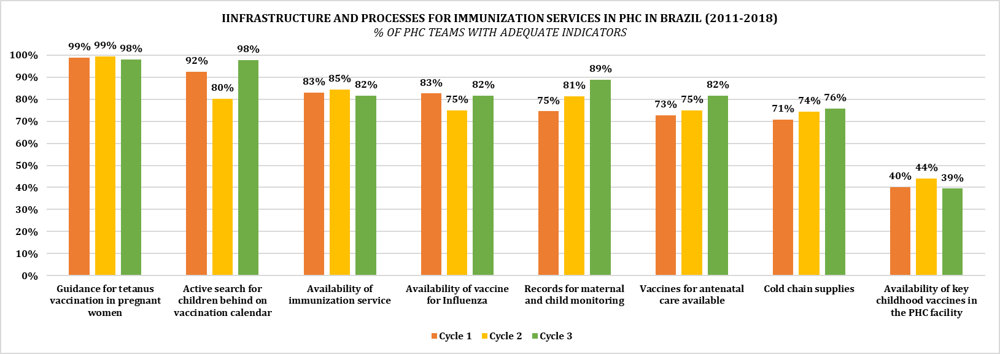 IINFRASTRUCTURE AND PROCESSES FOR IMMUNIZATION SERVICES IN PHC IN BRAZIL (2011-2018)
% OF PHC TEAMS WITH ADEQUATE INDICATORS
100%
90%
80%
70%
60%
50%
40%
30%
20%
10%
0%
99% 99% 98%
92% 80% 98%
83% 85% 82%
83% 75% 82%
75% 81% 89%
73% 75% 82%
71% 74% 76%
40% 44% 39%
Guidance for tetanus
vaccination in pregnant
women
Active search for
children behind on
vaccination calendar
Availability of
immunization service
Availability of vaccine
for Influenza
Records for maternal
and child monitoring
Vaccines for antenatal
care available
Cold chain supplies
Availability of key
childhood vaccines in
the PHC facility
Cycle 1 Cycle 2 Cycle 3